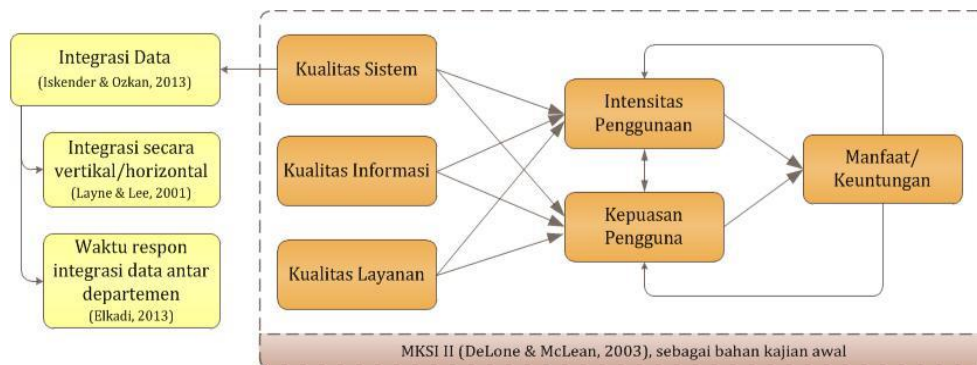 Integrasi Data
(Iskender & Ozkan, 2013)
Integrasi secara
vertikal/horizontal
(Layne & Lee, 2001)
Waktu respon
integrasi data antar
departemen
(Elkadi, 2013)
Kualitas Sistem
Kualitas Informasi
Kualitas Layanan
Intensitas
Penggunaan
Kepuasan
Pengguna
Manfaat/
Keuntungan
MKSI II (DeLone & McLean, 2003), sebagai bahan kajian awal